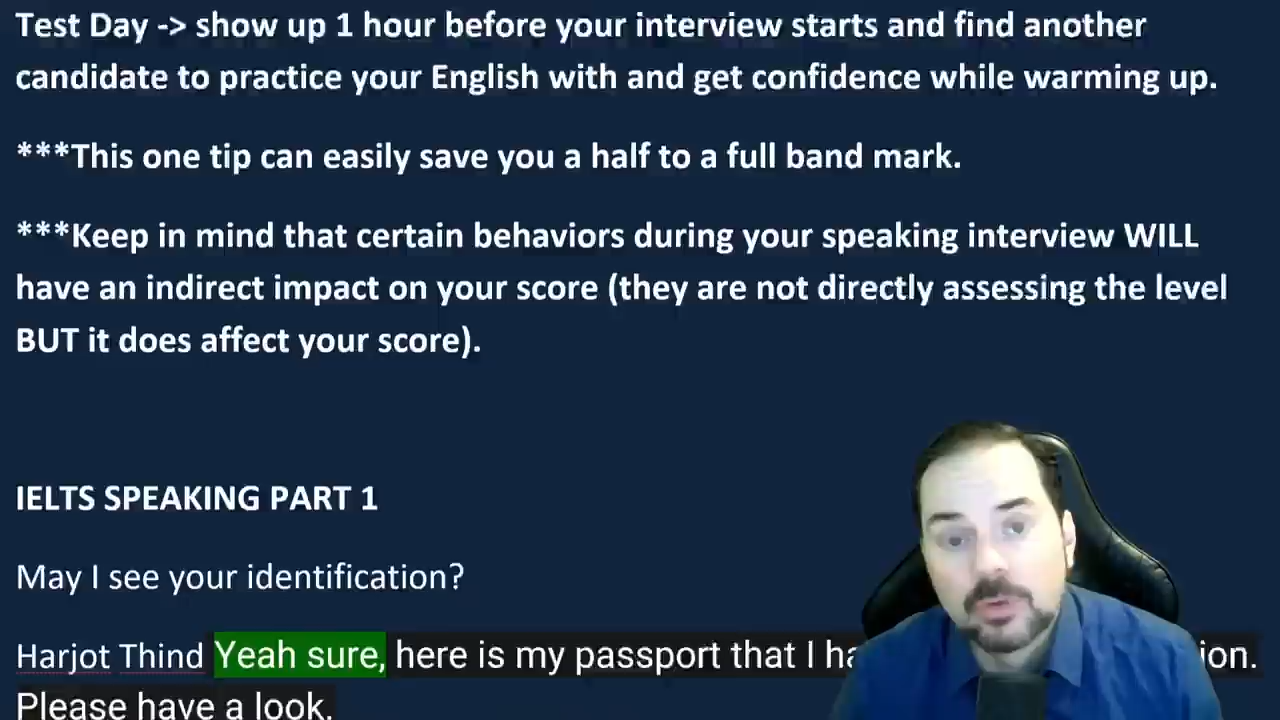 Test Day -> show up 1 hour before your interview starts and find another
candidate to practice your English with and get confidence while warming up.
***This one tip can easily save you a half to a full band mark.
***Keep in mind that certain behaviors during your speaking interview WILL
have an indirect impact on your score (they are not directly assessing the level
BUT it does affect your score).
IELTS SPEAKING PART 1
May I see your identification?
Harjot Thind Yeah sure, here is my passport that I ha ion.
Please have a look.